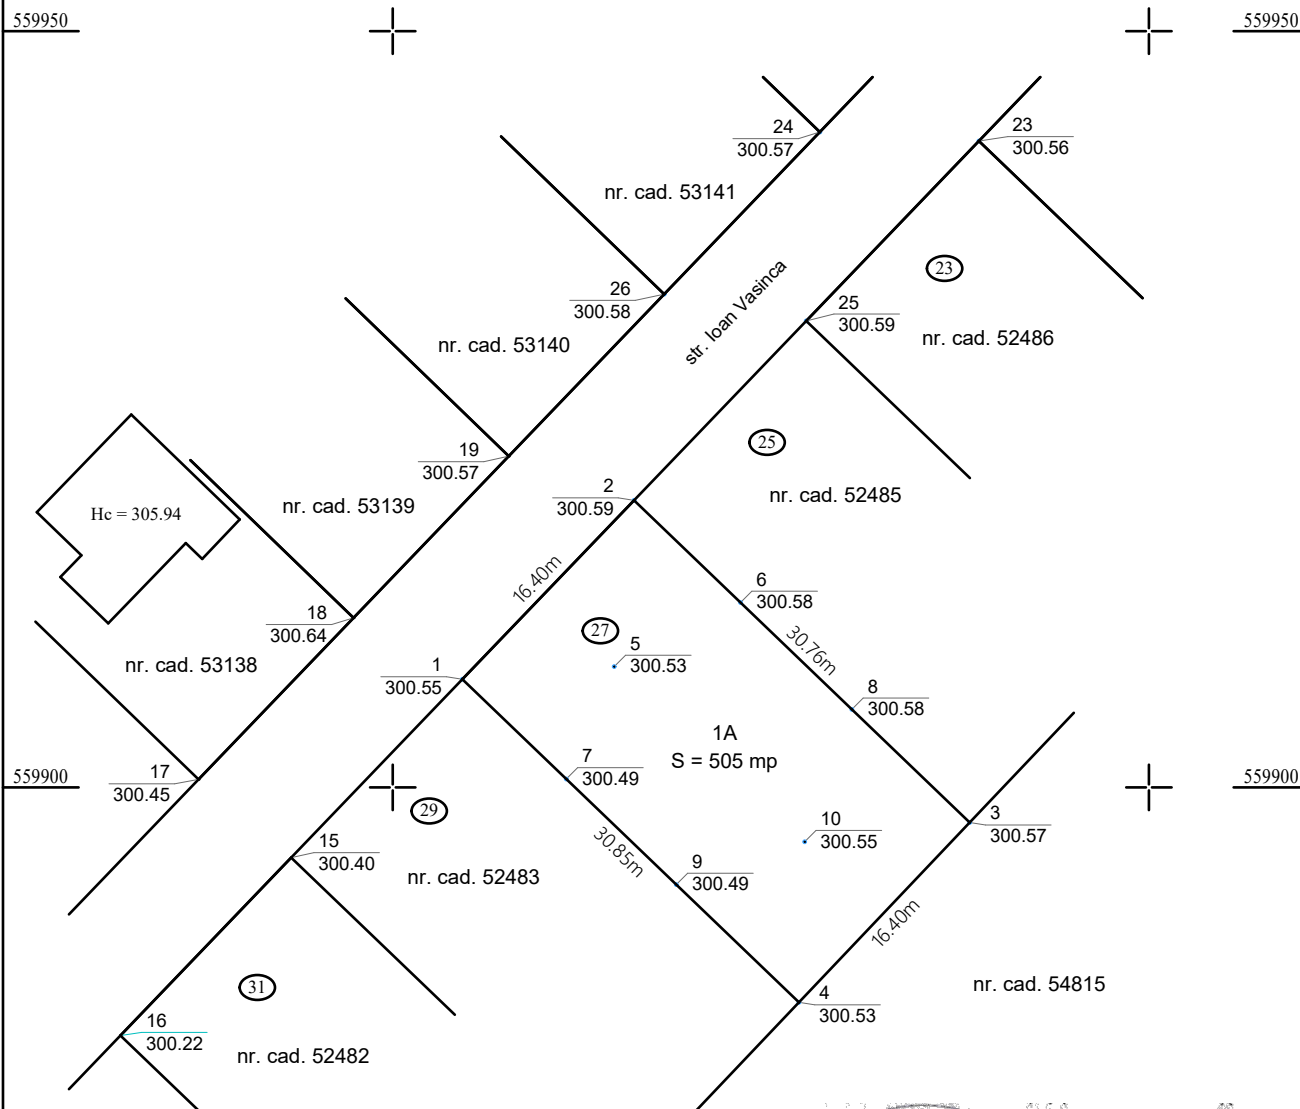 559950
559950
24
300.57
23
300.56
nr. cad. 53141
23
26
300.58
str. Ioan Vasinca
25
300.59
nr. cad. 52486
nr. cad. 53140
25
19
300.57
2
300.59
nr. cad. 52485
Hc = 305.94
nr. cad. 53139
16.40m
6
300.58
18
300.64
27
5
300.53
30.76m
nr. cad. 53138
1
300.55
8
300.58
1A
S = 505 mp
7
300.49
17
300.45
559900
559900
29
10
300.55
3
300.57
15
300.40
30.85m
9
300.49
nr. cad. 52483
16.40m
31
nr. cad. 54815
4
300.53
16
300.22
nr. cad. 52482